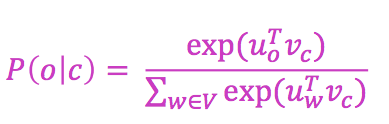 P(o|c) = exp(u_o^T v_c) / ∑_{w∈V} exp(u_w^T v_c)